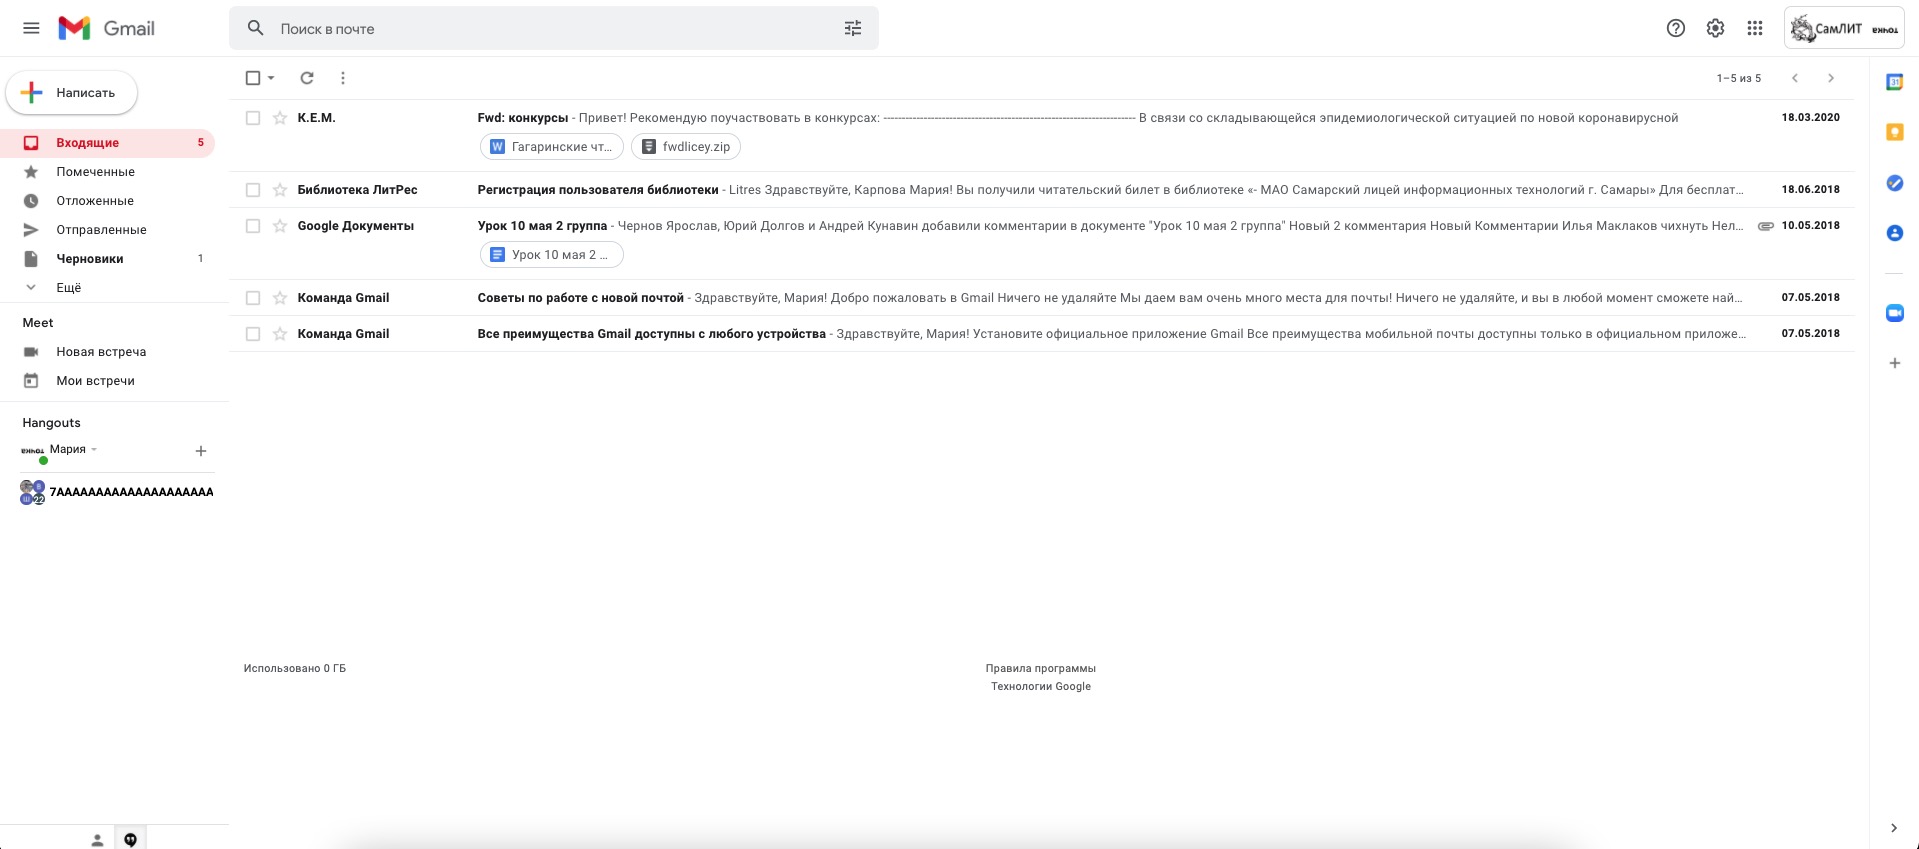 Gmail
Поиск в почте
СамЛИТ
точка
Написать
1–5 из 5
Входящие 5
Помеченные
Отложенные
Отправленные
Черновики 1
Ещё
Meet
Новая встреча
Мои встречи
Hangouts
Мария
7АААААААААААААААААААА
К.Е.М. Fwd: конкурсы - Привет! Рекомендую поучаствовать в конкурсах: ---------------------------------------------------------------------- В связи со складывающейся эпидемиологической ситуацией по новой коронавирусной 18.03.2020
Гагаринские чт... fwdlicey.zip
Библиотека ЛитРес Регистрация пользователя библиотеки - Litres Здравствуйте, Карпова Мария! Вы получили читательский билет в библиотеке «- МАО Самарский лицей информационных технологий г. Самары» Для бесплат... 18.06.2018
Google Документы Урок 10 мая 2 группа - Чернов Ярослав, Юрий Долгов и Андрей Кунавин добавили комментарии в документе "Урок 10 мая 2 группа" Новый 2 комментария Новый Комментарии Илья Маклаков чихнуть Нел... 10.05.2018
Урок 10 мая 2 ...
Команда Gmail Советы по работе с новой почтой - Здравствуйте, Мария! Добро пожаловать в Gmail Ничего не удаляйте Мы даем вам очень много места для почты! Ничего не удаляйте, и вы в любой момент сможете най... 07.05.2018
Команда Gmail Все преимущества Gmail доступны с любого устройства - Здравствуйте, Мария! Установите официальное приложение Gmail Все преимущества мобильной почты доступны только в официальном приложе... 07.05.2018
Использовано 0 ГБ
Правила программы
Технологии Google
31